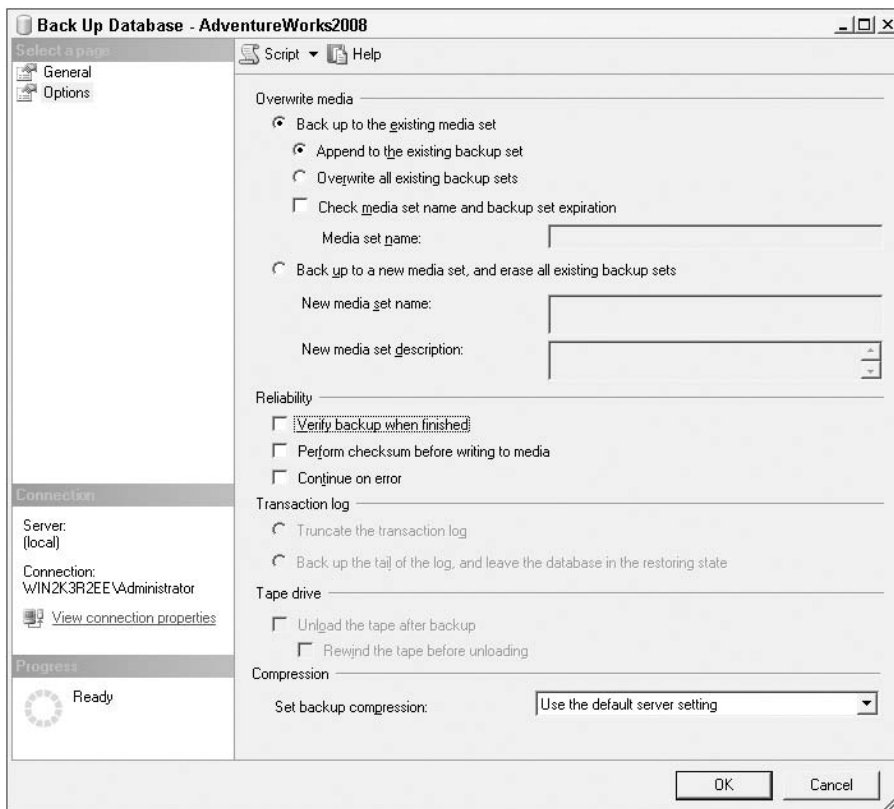 Back Up Database - AdventureWorks2008
Select a page
General
Options
Script Help
Overwrite media
Back up to the existing media set
Append to the existing backup set
Overwrite all existing backup sets
Check media set name and backup set expiration
Media set name:
Back up to a new media set, and erase all existing backup sets
New media set name:
New media set description:
Reliability
Verify backup when finished
Perform checksum before writing to media
Continue on error
Transaction log
Truncate the transaction log
Back up the tail of the log, and leave the database in the restoring state
Tape drive
Unload the tape after backup
Rewind the tape before unloading
Compression
Set backup compression: Use the default server setting
Connection
Server:
(local)
Connection:
WIN2K3R2EE\Administrator
View connection properties
Progress
Ready
OK Cancel